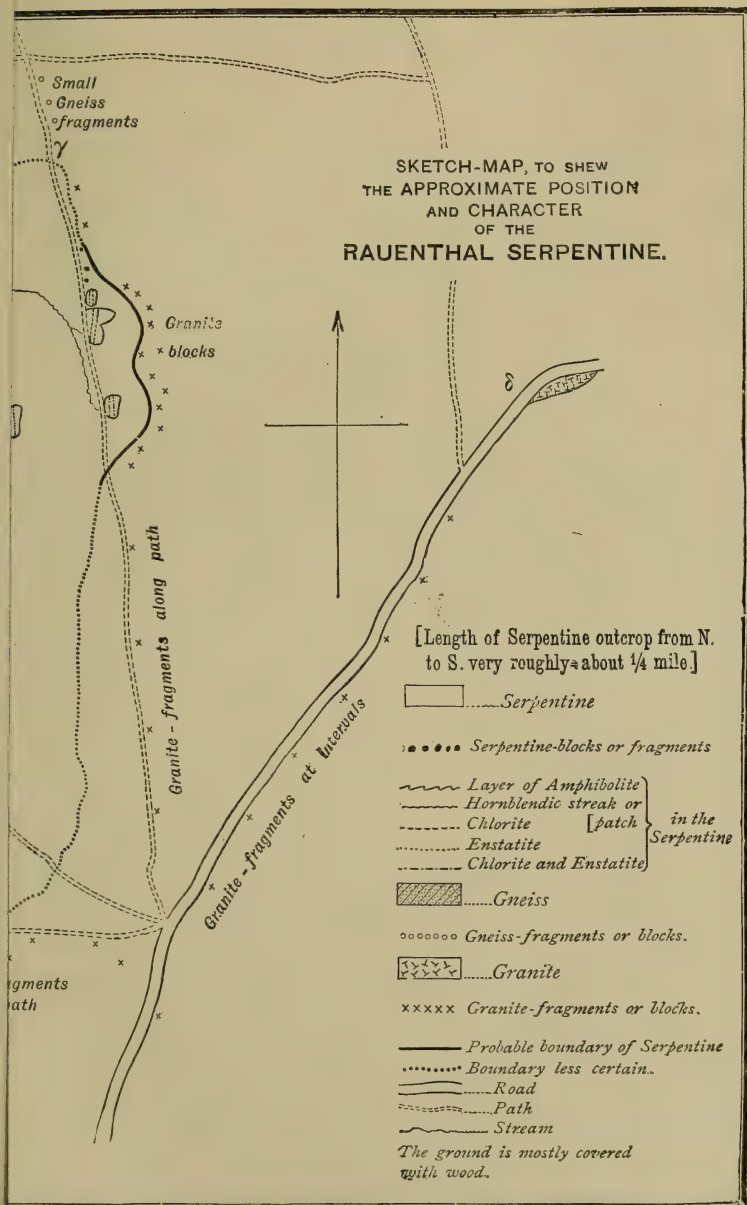 Small
Gneiss
fragments
γ
SKETCH-MAP, TO SHEW
THE APPROXIMATE POSITION
AND CHARACTER
OF THE
RAUENTHAL SERPENTINE.
Granite
blocks
δ
Granite-fragments along path
Granite-fragments at Intervals
[Length of Serpentine outcrop from N.
to S. very roughly = about 1/4 mile.]
Serpentine
Serpentine-blocks or fragments
Layer of Amphibolite
Hornblendic streak or
Chlorite [patch
Enstatite
Chlorite and Enstatite
in the
Serpentine
Gneiss
Gneiss-fragments or blocks.
Granite
xxxxx Granite-fragments or blocks.
Probable boundary of Serpentine
Boundary less certain.
Road
Path
Stream
The ground is mostly covered
with wood.
gments
ath